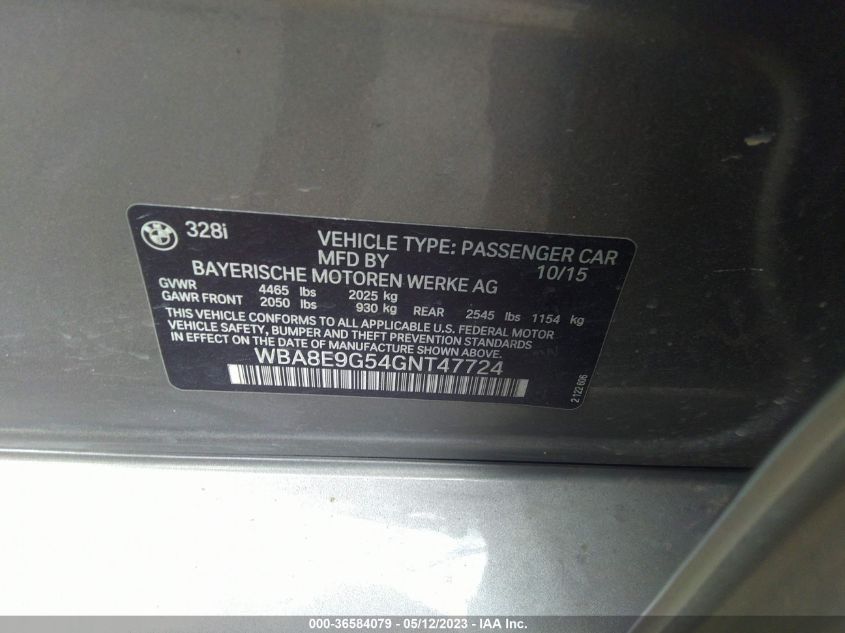 328i
VEHICLE TYPE: PASSENGER CAR
MFD BY 10/15
BAYERISCHE MOTOREN WERKE AG
GVWR 4465 lbs 2025 kg
GAWR FRONT 2050 lbs 930 kg REAR 2545 lbs 1154 kg
THIS VEHICLE CONFORMS TO ALL APPLICABLE U.S. FEDERAL MOTOR
VEHICLE SAFETY, BUMPER AND THEFT PREVENTION STANDARDS
IN EFFECT ON THE DATE OF MANUFACTURE SHOWN ABOVE.
WBA8E9G54GNT47724
2 122 606
000-36584079 - 05/12/2023 - IAA Inc.